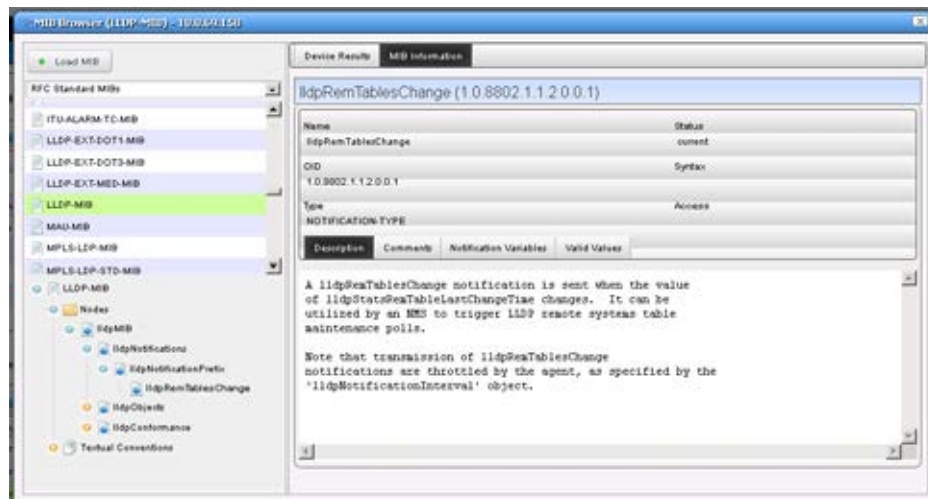 MIB Browser (LLDP-MIB) - 10.0.69.150
Load MIB
RFC Standard MIBs
ITU-ALARM-TC-MIB
LLDP-EXT-DOT1-MIB
LLDP-EXT-DOT3-MIB
LLDP-EXT-MED-MIB
LLDP-MIB
MAU-MIB
MPLS-LDP-MIB
MPLS-LDP-STD-MIB
LLDP-MIB
Nodes
lldpMIB
lldpNotifications
lldpNotificationPrefix
lldpRemTablesChange
lldpObjects
lldpConformance
Textual Conventions
Device Results MIB Information
lldpRemTablesChange (1.0.8802.1.1.2.0.0.1)
Name Status
lldpRemTablesChange current
OID Syntax
1.0.8802.1.1.2.0.0.1
Type Access
NOTIFICATION-TYPE
Description Comments Notification Variables Valid Values
A lldpRemTablesChange notification is sent when the value
of lldpStatsRemTableLastChangeTime changes. It can be
utilized by an NMS to trigger LLDP remote systems table
maintenance polls.
Note that transmission of lldpRemTablesChange
notifications are throttled by the agent, as specified by the
'lldpNotificationInterval' object.